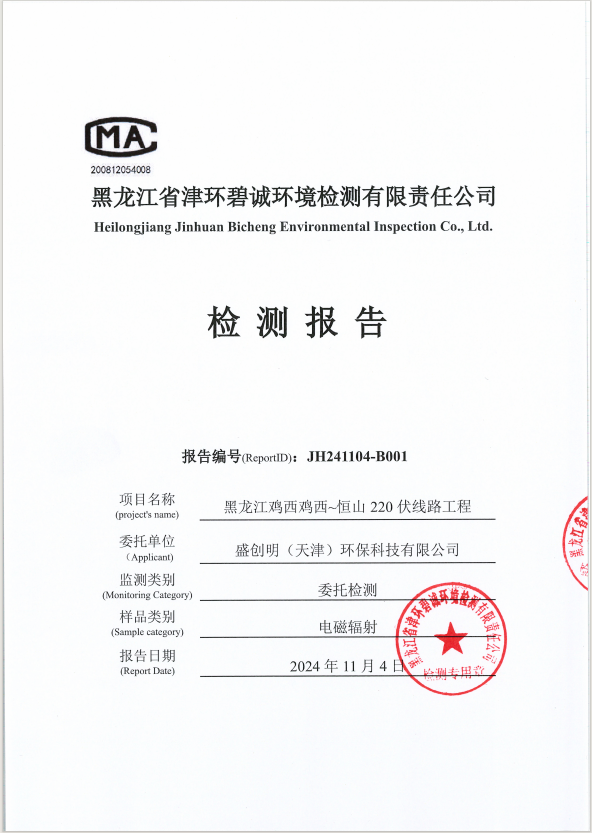 MA
200812054008
黑龙江省津环碧诚环境检测有限责任公司
Heilongjiang Jinhuan Bicheng Environmental Inspection Co., Ltd.
检测报告
报告编号(ReportID)：JH241104-B001
项目名称 黑龙江鸡西鸡西~恒山 220 伏线路工程
(project's name)
委托单位 盛创明（天津）环保科技有限公司
（Applicant)
监测类别 委托检测
(Monitoring Category)
样品类别 电磁辐射
(Sample category)
报告日期 2024 年 11 月 4 日
(Report Date)
黑龙江省津环碧诚环境检测有限责任公司
检测专用章
黑龙江省津